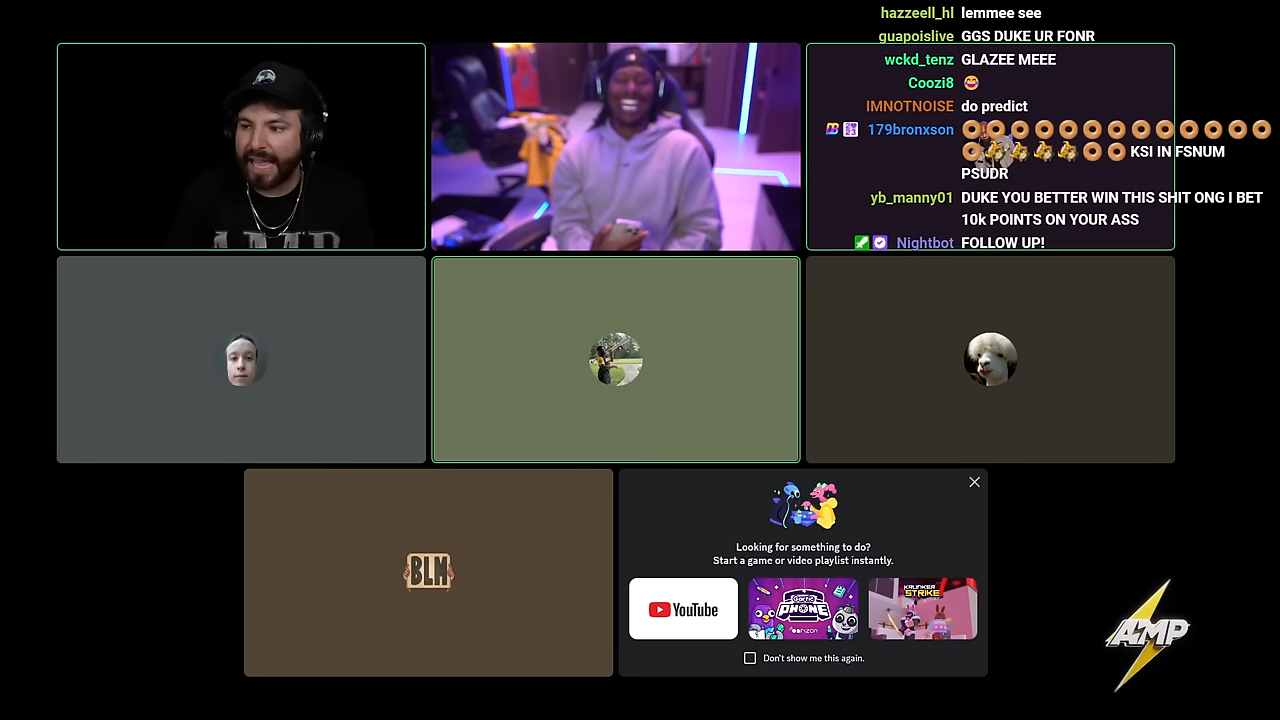 hazzeell_hl lemmee see
guapoislive GGS DUKE UR FONR
wckd_tenz GLAZEE MEEE
Coozi8
IMNOTNOISE do predict
179bronxson
KSI IN FSNUM
PSUDR
yb_manny01 DUKE YOU BETTER WIN THIS SHIT ONG I BET
10k POINTS ON YOUR ASS
Nightbot FOLLOW UP!
AMP
BLM
Looking for something to do?
Start a game or video playlist instantly.
YouTube
Gartic
PHONE
KRUNKER
STRIKE
Don't show me this again.
AMP